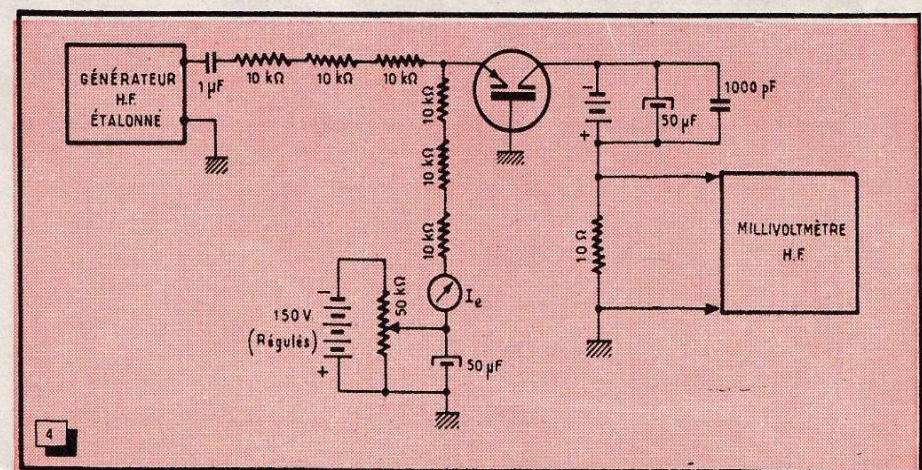 GÉNÉRATEUR
H.F.
ÉTALONNÉ
1 µF
10 kΩ
10 kΩ
10 kΩ
10 kΩ
10 kΩ
10 kΩ
-
+
50 µF
1000 pF
10 Ω
MILLIVOLTMÈTRE
H.F.
Ie
50 kΩ
-
150 V.
(Régulés)
+
50 µF
4